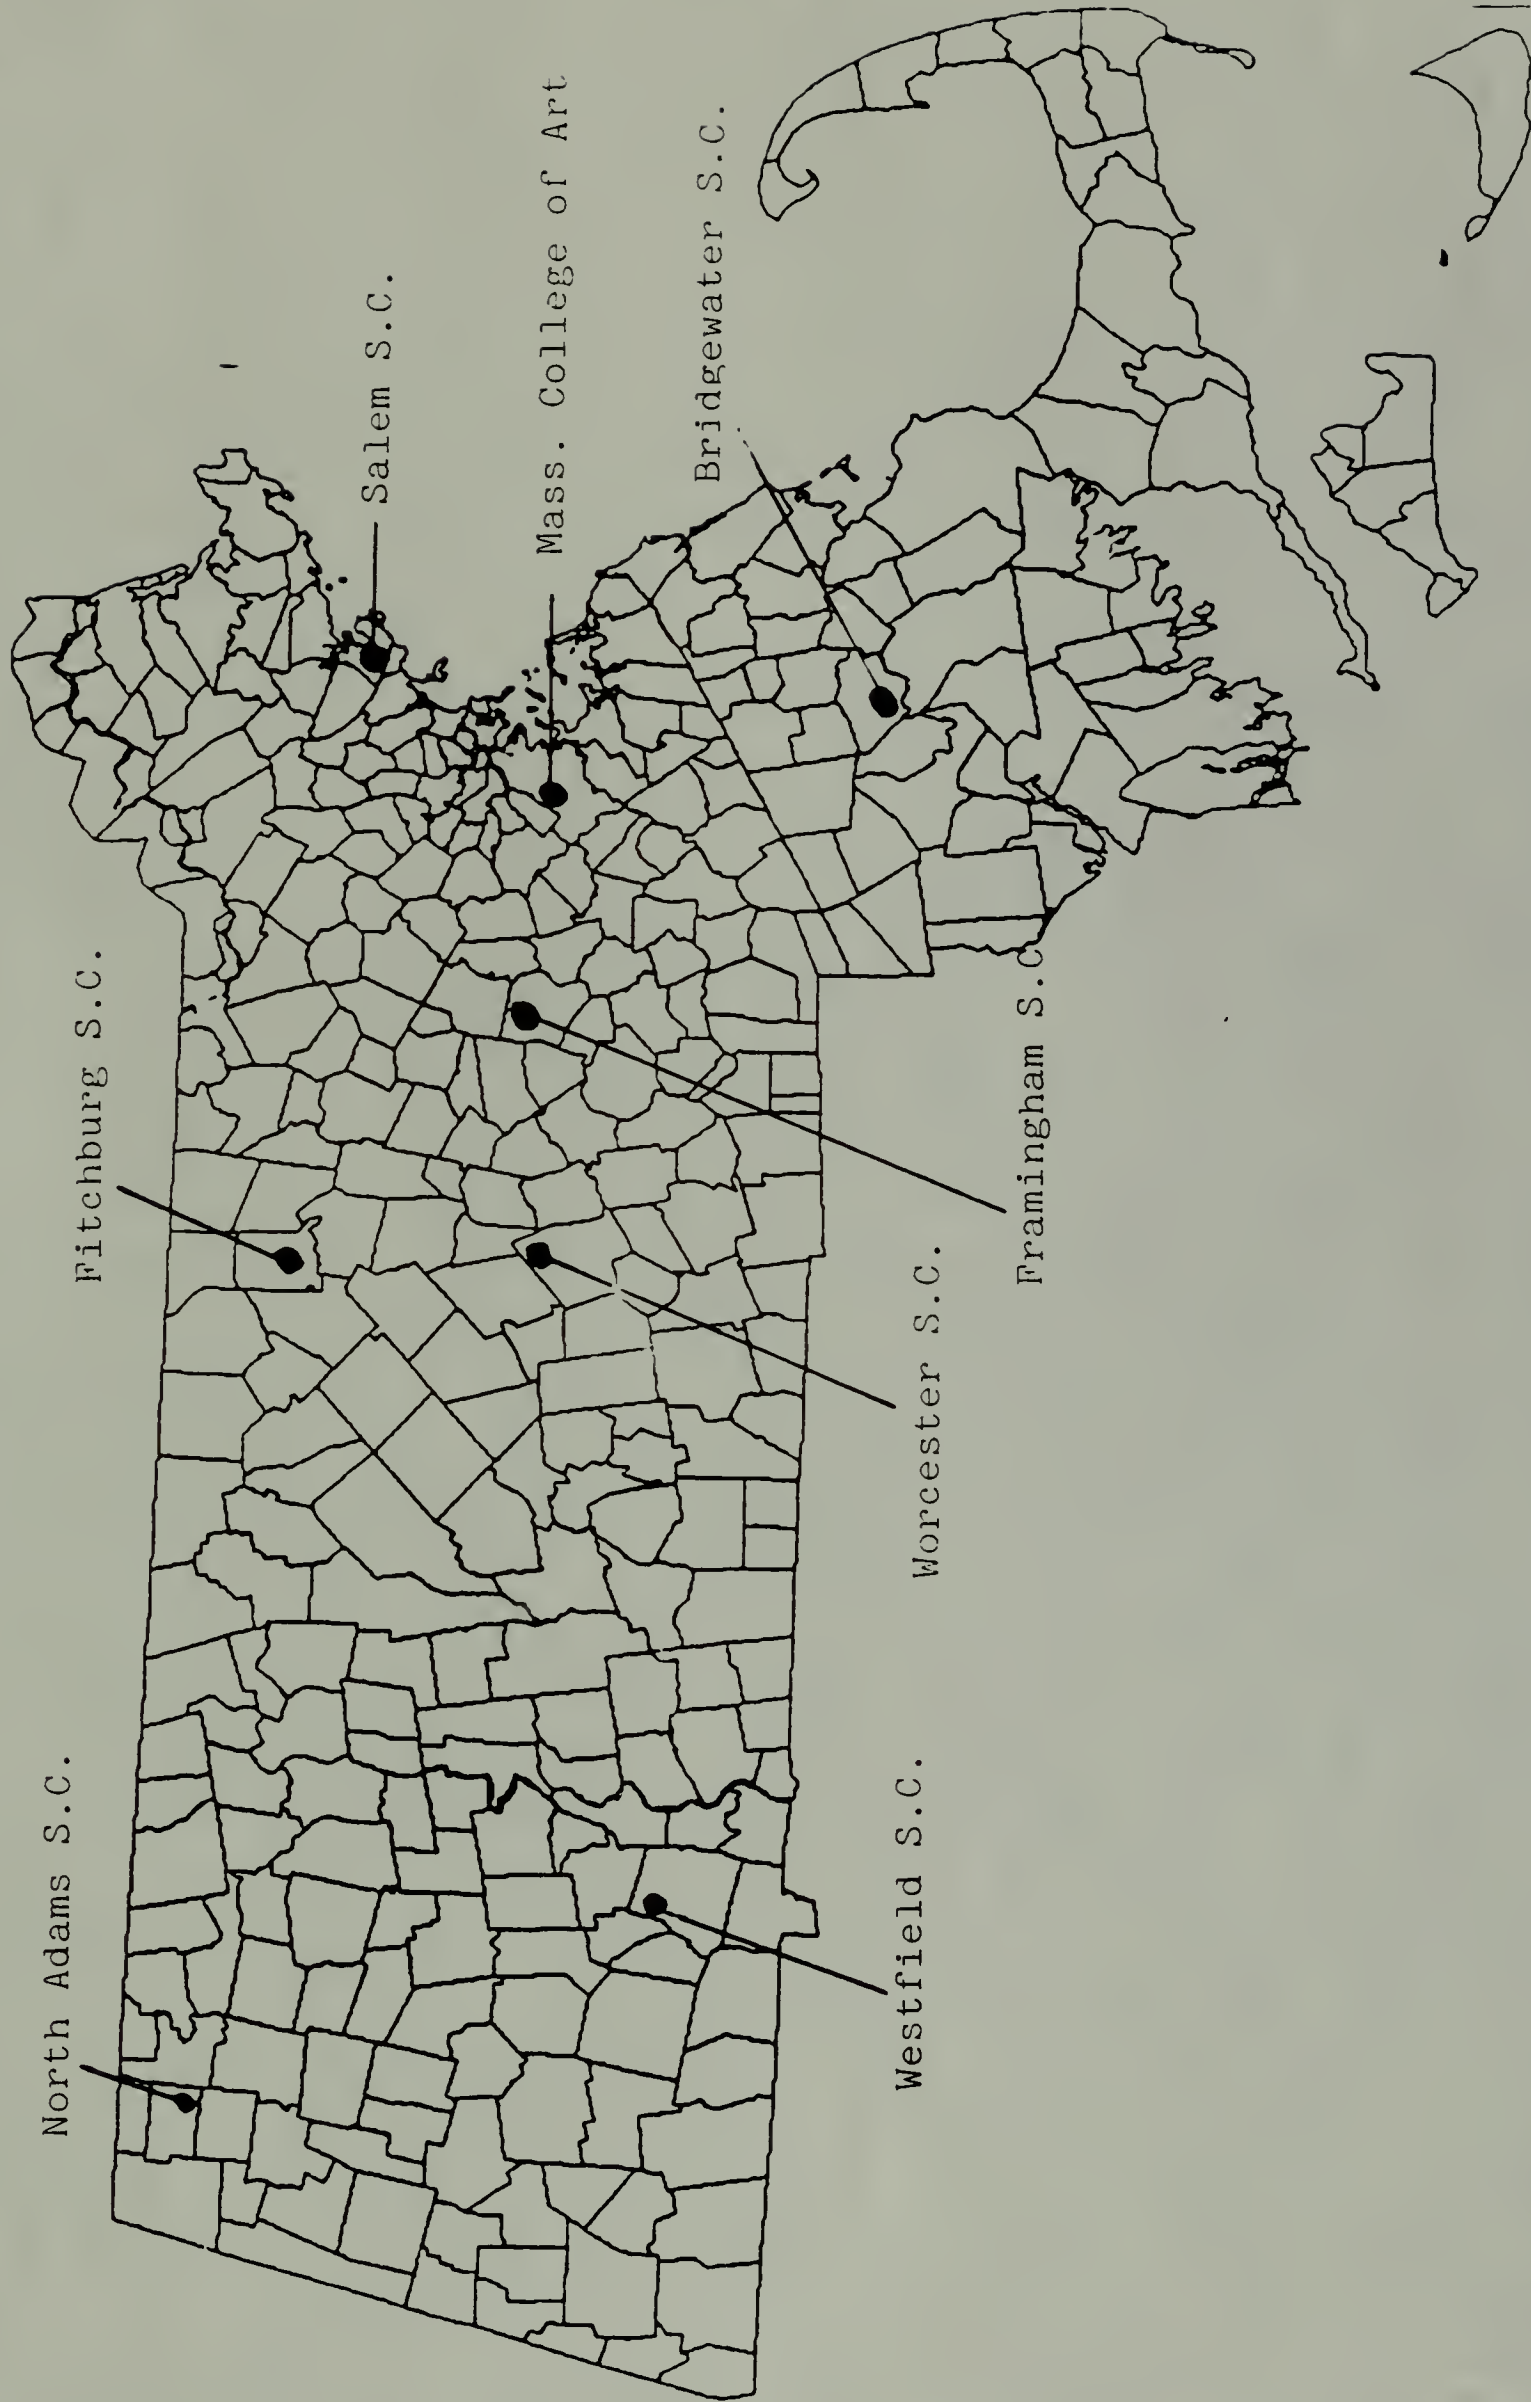 North Adams S.C.
Fitchburg S.C.
Salem S.C.
Mass. College of Art
Bridgewater S.C.
Westfield S.C.
Worcester S.C.
Framingham S.C